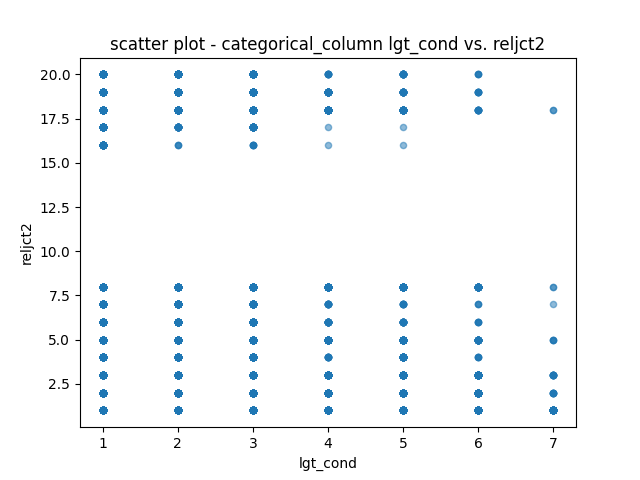 scatter plot - categorical_column lgt_cond vs. reljct2
20.0
17.5
15.0
12.5
10.0
7.5
5.0
2.5
reljct2
1 2 3 4 5 6 7
lgt_cond